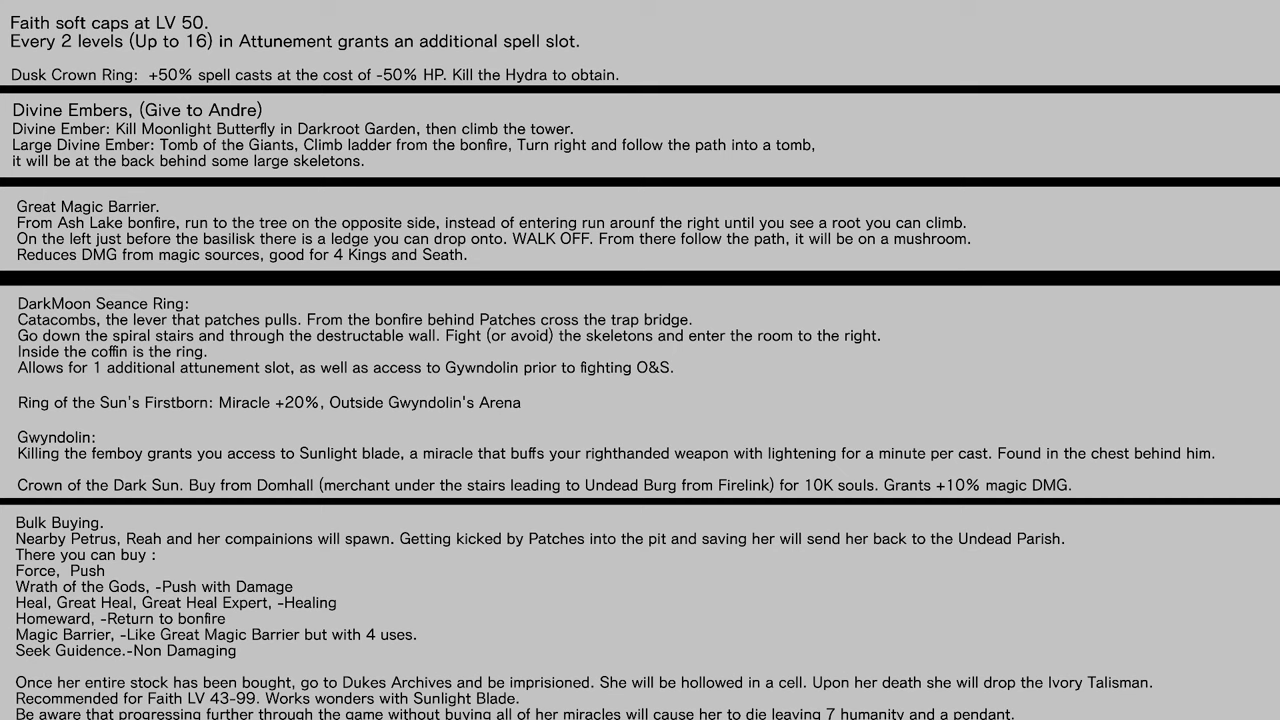 Faith soft caps at LV 50.
Every 2 levels (Up to 16) in Attunement grants an additional spell slot.
Dusk Crown Ring:  +50% spell casts at the cost of -50% HP. Kill the Hydra to obtain.
Divine Embers, (Give to Andre)
Divine Ember: Kill Moonlight Butterfly in Darkroot Garden, then climb the tower.
Large Divine Ember: Tomb of the Giants, Climb ladder from the bonfire, Turn right and follow the path into a tomb,
it will be at the back behind some large skeletons.
Great Magic Barrier.
From Ash Lake bonfire, run to the tree on the opposite side, instead of entering run arounf the right until you see a root you can climb.
On the left just before the basilisk there is a ledge you can drop onto. WALK OFF. From there follow the path, it will be on a mushroom.
Reduces DMG from magic sources, good for 4 Kings and Seath.
DarkMoon Seance Ring:
Catacombs, the lever that patches pulls. From the bonfire behind Patches cross the trap bridge.
Go down the spiral stairs and through the destructable wall. Fight (or avoid) the skeletons and enter the room to the right.
Inside the coffin is the ring.
Allows for 1 additional attunement slot, as well as access to Gywndolin prior to fighting O&S.
Ring of the Sun's Firstborn: Miracle +20%, Outside Gwyndolin's Arena
Gwyndolin:
Killing the femboy grants you access to Sunlight blade, a miracle that buffs your righthanded weapon with lightening for a minute per cast. Found in the chest behind him.
Crown of the Dark Sun. Buy from Domhall (merchant under the stairs leading to Undead Burg from Firelink) for 10K souls. Grants +10% magic DMG.
Bulk Buying.
Nearby Petrus, Reah and her compainions will spawn. Getting kicked by Patches into the pit and saving her will send her back to the Undead Parish.
There you can buy :
Force,  Push
Wrath of the Gods, -Push with Damage
Heal, Great Heal, Great Heal Expert, -Healing
Homeward, -Return to bonfire
Magic Barrier, -Like Great Magic Barrier but with 4 uses.
Seek Guidence.-Non Damaging
Once her entire stock has been bought, go to Dukes Archives and be imprisioned. She will be hollowed in a cell. Upon her death she will drop the Ivory Talisman.
Recommended for Faith LV 43-99. Works wonders with Sunlight Blade.
Be aware that progressing further through the game without buying all of her miracles will cause her to die leaving 7 humanity and a pendant.